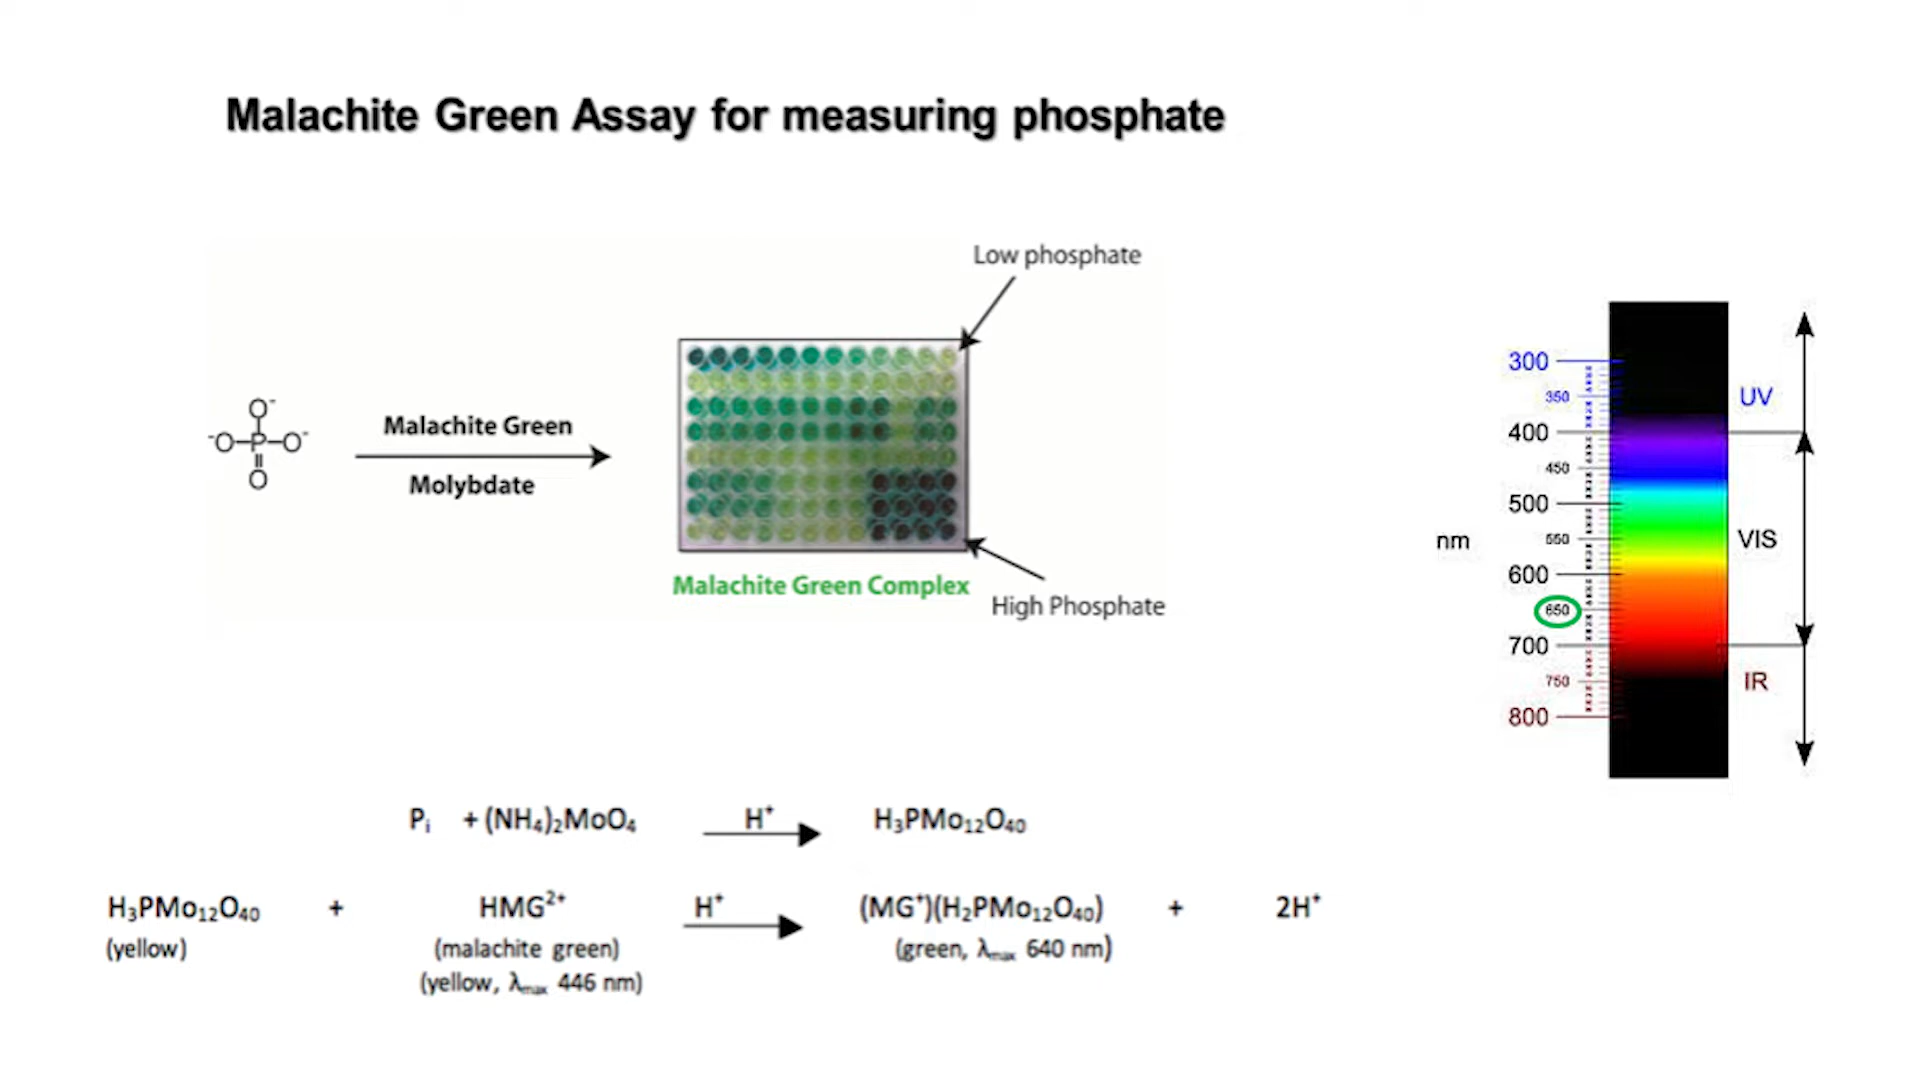 Malachite Green Assay for measuring phosphate
Low phosphate
O⁻
⁻O–P–O⁻
O
Malachite Green
Molybdate
Malachite Green Complex
High Phosphate
300
350
UV
400
450
500
nm
550
VIS
600
650
700
750
IR
800
Pᵢ + (NH₄)₂MoO₄ H⁺ H₃PMo₁₂O₄₀
H₃PMo₁₂O₄₀ + HMG²⁺ H⁺ (MG⁺)(H₂PMo₁₂O₄₀) + 2H⁺
(yellow) (malachite green) (green, λmax 640 nm)
(yellow, λmax 446 nm)